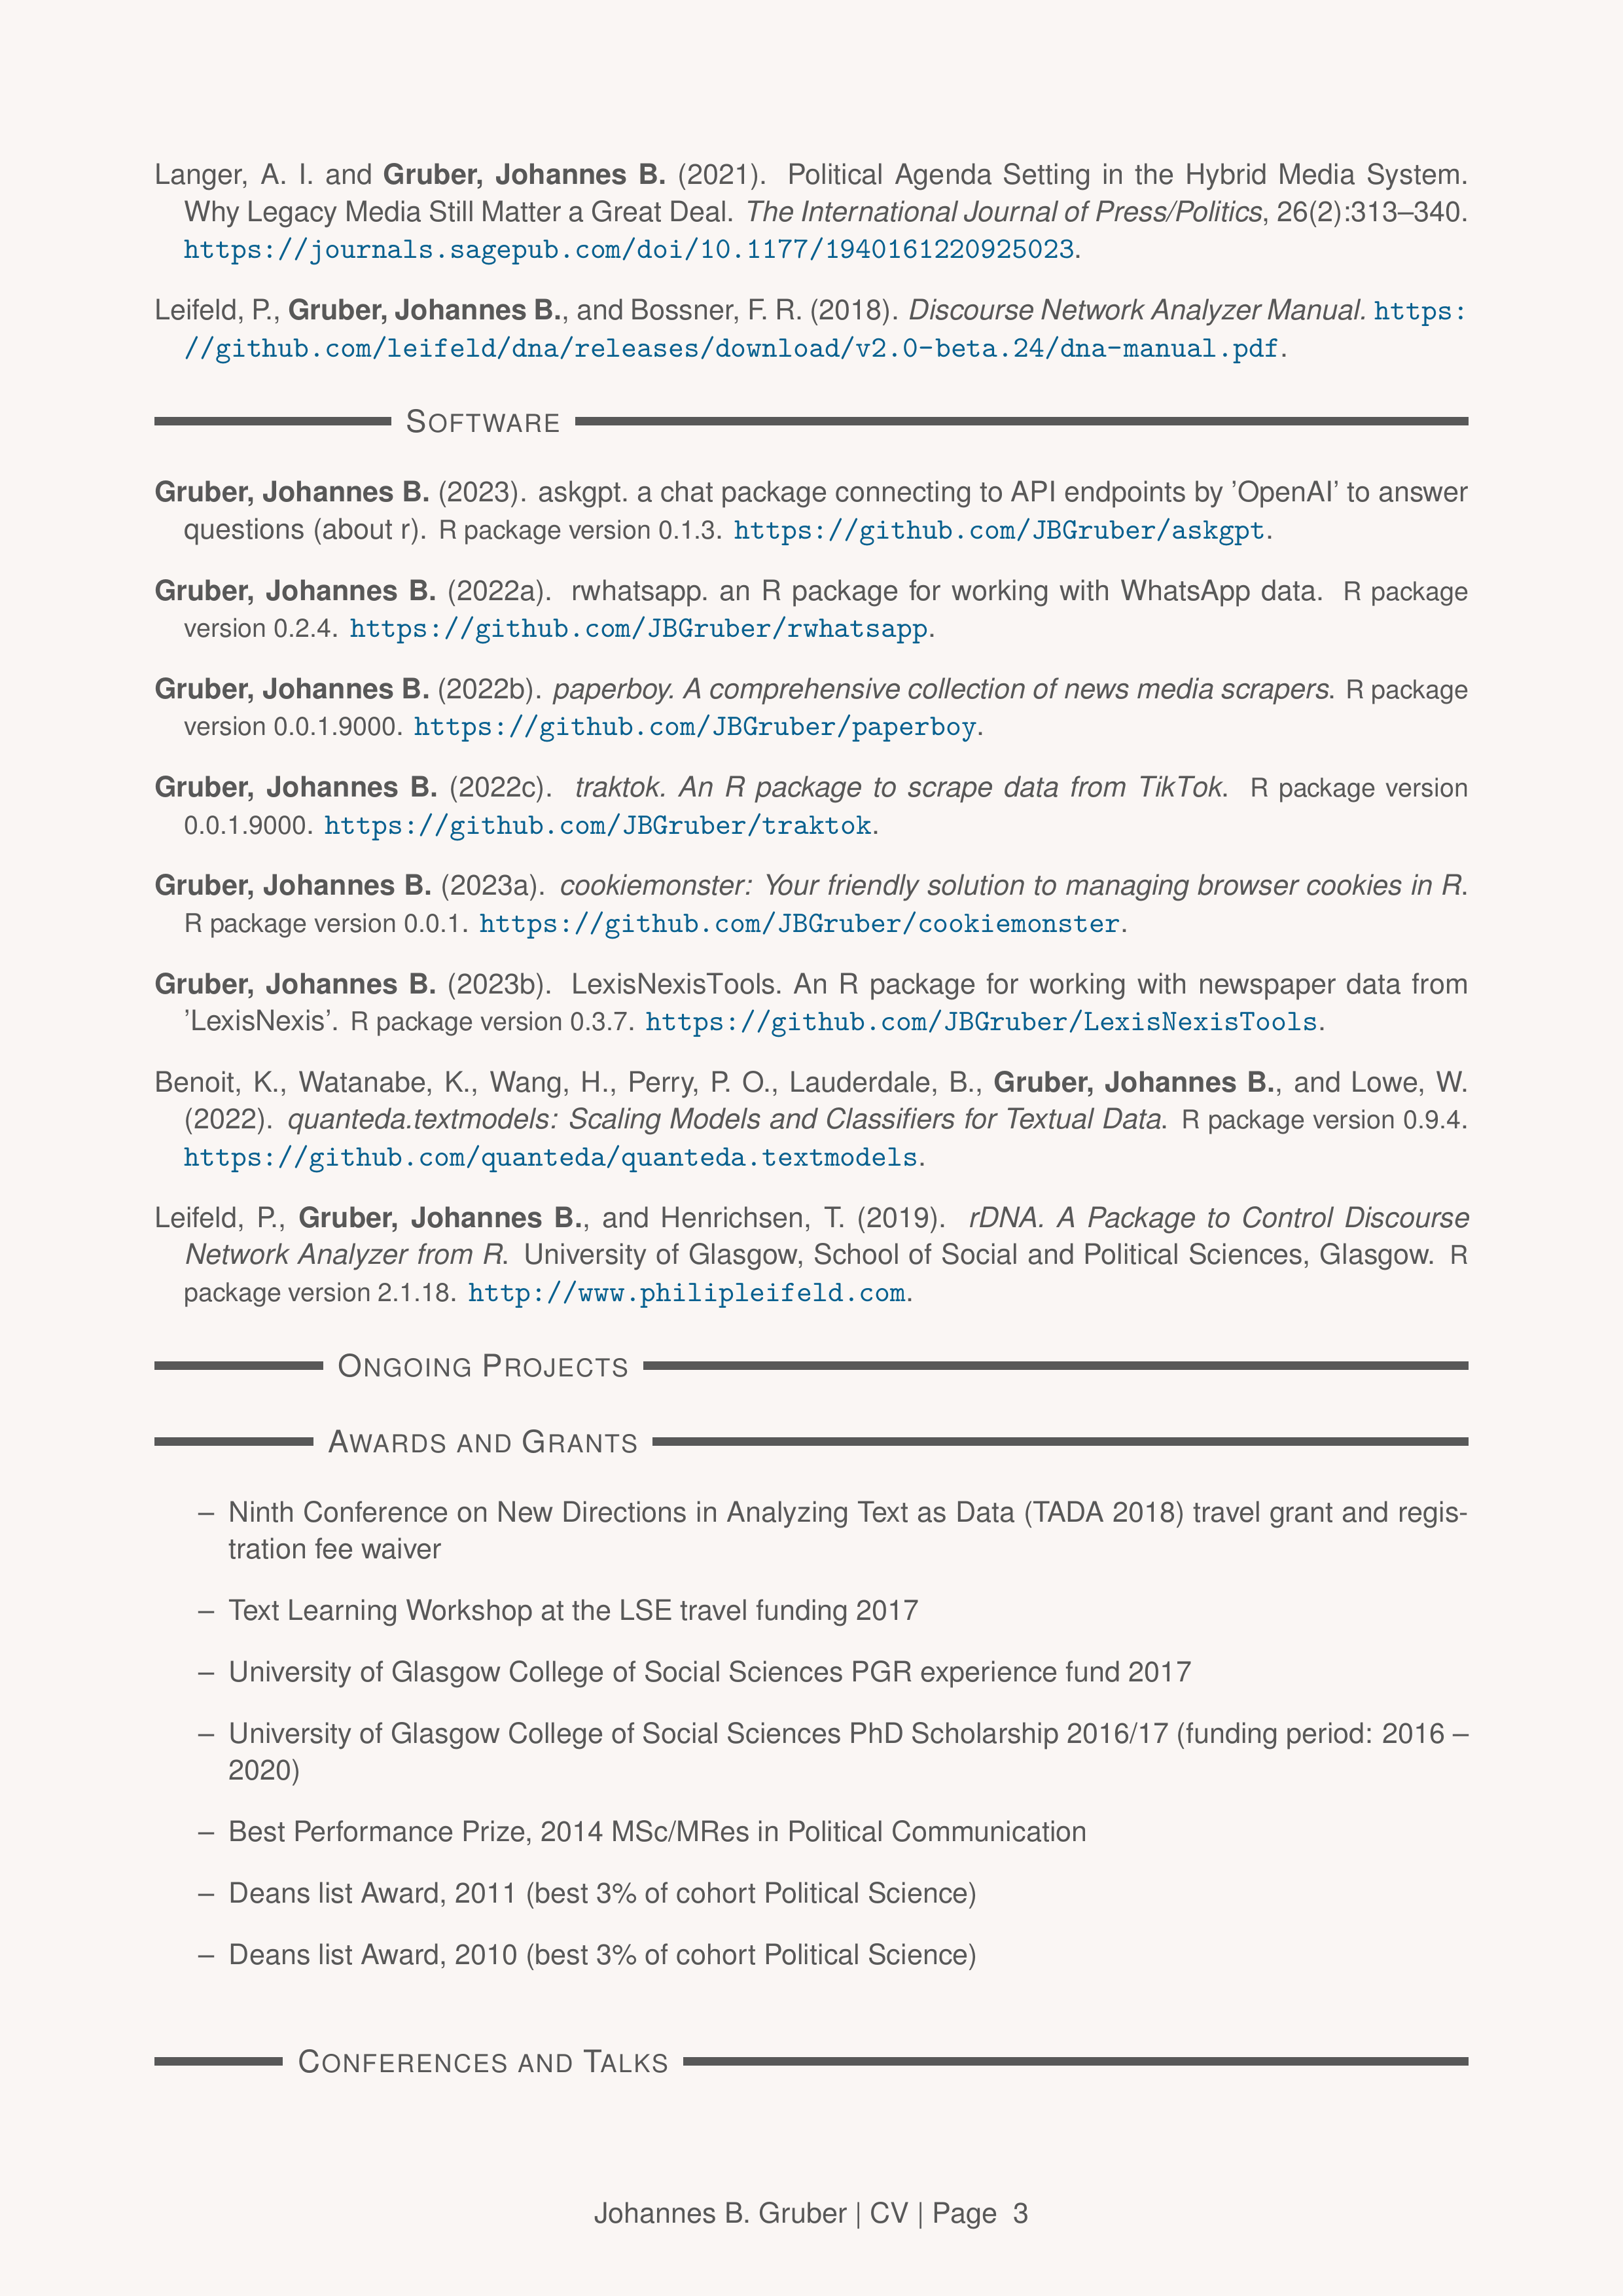 Langer, A. I. and Gruber, Johannes B. (2021). Political Agenda Setting in the Hybrid Media System.
Why Legacy Media Still Matter a Great Deal. The International Journal of Press/Politics, 26(2):313–340.
https://journals.sagepub.com/doi/10.1177/1940161220925023.
Leifeld, P., Gruber, Johannes B., and Bossner, F. R. (2018). Discourse Network Analyzer Manual. https:
//github.com/leifeld/dna/releases/download/v2.0-beta.24/dna-manual.pdf.
SOFTWARE
Gruber, Johannes B. (2023). askgpt. a chat package connecting to API endpoints by ’OpenAI’ to answer
questions (about r). R package version 0.1.3. https://github.com/JBGruber/askgpt.
Gruber, Johannes B. (2022a). rwhatsapp. an R package for working with WhatsApp data. R package
version 0.2.4. https://github.com/JBGruber/rwhatsapp.
Gruber, Johannes B. (2022b). paperboy. A comprehensive collection of news media scrapers. R package
version 0.0.1.9000. https://github.com/JBGruber/paperboy.
Gruber, Johannes B. (2022c). traktok. An R package to scrape data from TikTok. R package version
0.0.1.9000. https://github.com/JBGruber/traktok.
Gruber, Johannes B. (2023a). cookiemonster: Your friendly solution to managing browser cookies in R.
R package version 0.0.1. https://github.com/JBGruber/cookiemonster.
Gruber, Johannes B. (2023b). LexisNexisTools. An R package for working with newspaper data from
’LexisNexis’. R package version 0.3.7. https://github.com/JBGruber/LexisNexisTools.
Benoit, K., Watanabe, K., Wang, H., Perry, P. O., Lauderdale, B., Gruber, Johannes B., and Lowe, W.
(2022). quanteda.textmodels: Scaling Models and Classifiers for Textual Data. R package version 0.9.4.
https://github.com/quanteda/quanteda.textmodels.
Leifeld, P., Gruber, Johannes B., and Henrichsen, T. (2019). rDNA. A Package to Control Discourse
Network Analyzer from R. University of Glasgow, School of Social and Political Sciences, Glasgow. R
package version 2.1.18. http://www.philipleifeld.com.
ONGOING PROJECTS
AWARDS AND GRANTS
– Ninth Conference on New Directions in Analyzing Text as Data (TADA 2018) travel grant and regis-
tration fee waiver
– Text Learning Workshop at the LSE travel funding 2017
– University of Glasgow College of Social Sciences PGR experience fund 2017
– University of Glasgow College of Social Sciences PhD Scholarship 2016/17 (funding period: 2016 –
2020)
– Best Performance Prize, 2014 MSc/MRes in Political Communication
– Deans list Award, 2011 (best 3% of cohort Political Science)
– Deans list Award, 2010 (best 3% of cohort Political Science)
CONFERENCES AND TALKS
Johannes B. Gruber | CV | Page 3